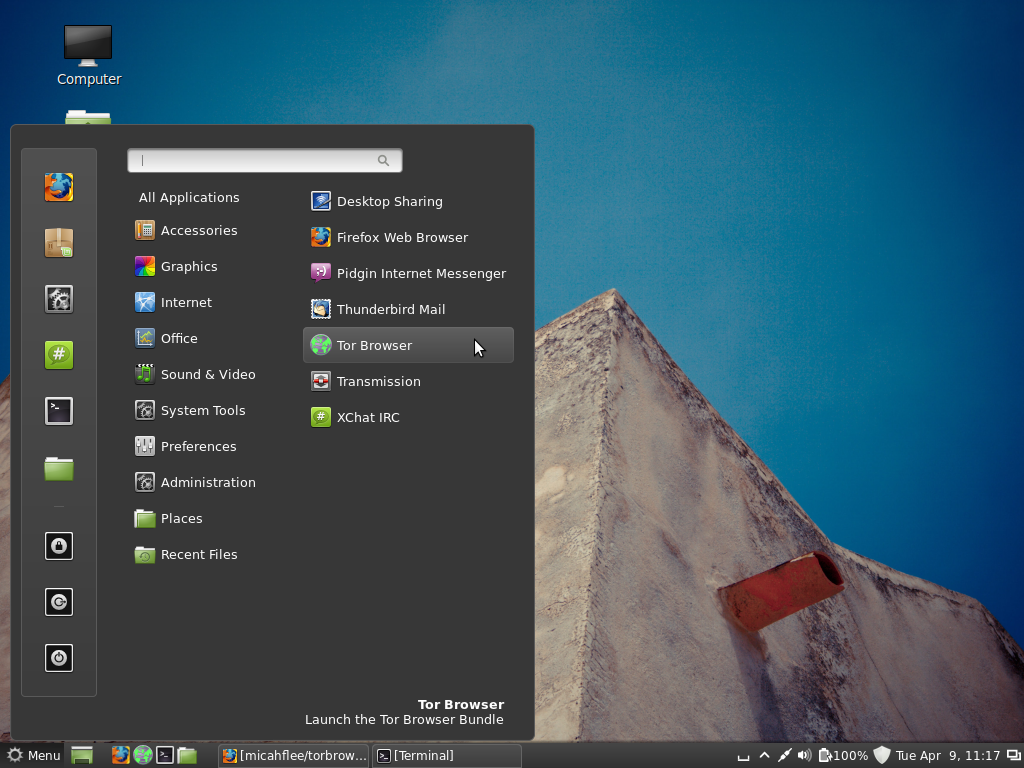 Computer
All Applications
Accessories
Graphics
Internet
Office
Sound & Video
System Tools
Preferences
Administration
Places
Recent Files
Desktop Sharing
Firefox Web Browser
Pidgin Internet Messenger
Thunderbird Mail
Tor Browser
Transmission
XChat IRC
Tor Browser
Launch the Tor Browser Bundle
Menu
[micahflee/torbrow...
[Terminal]
100%
Tue Apr 9, 11:17